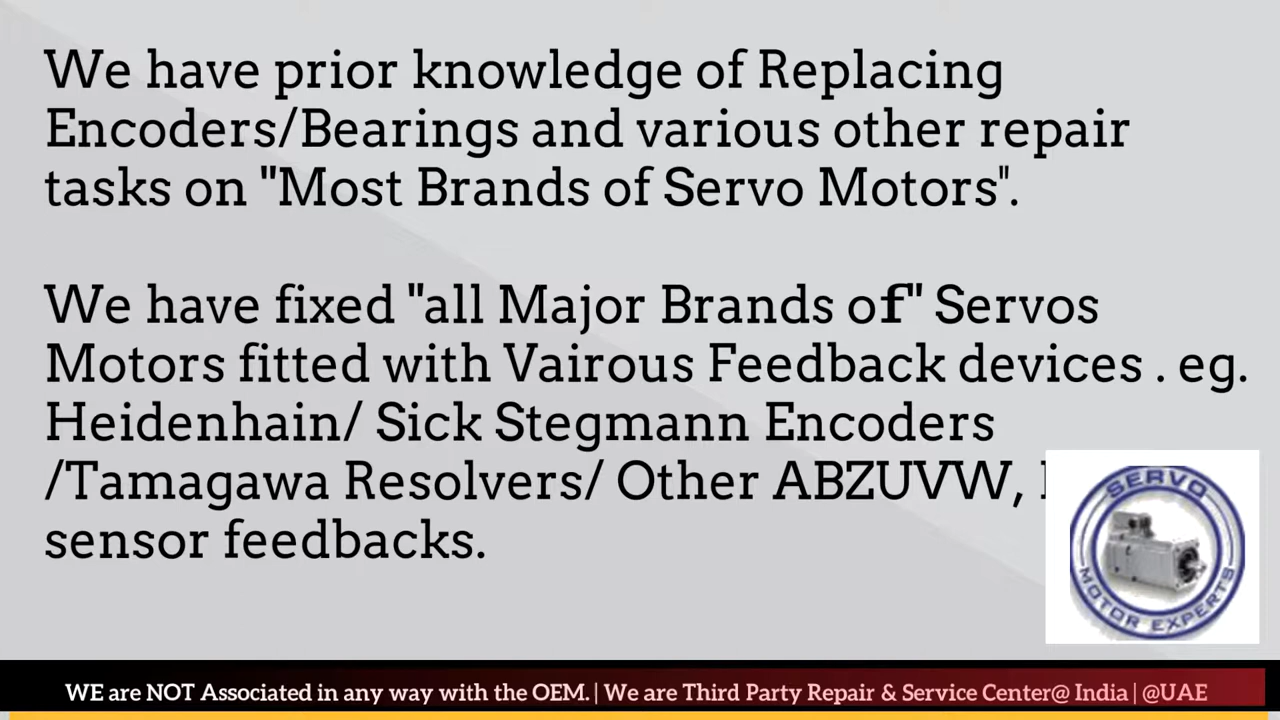 We have prior knowledge of Replacing
Encoders/Bearings and various other repair
tasks on "Most Brands of Servo Motors".
We have fixed "all Major Brands of" Servos
Motors fitted with Vairous Feedback devices . eg.
Heidenhain/ Sick Stegmann Encoders
/Tamagawa Resolvers/ Other ABZUVW,
sensor feedbacks.
SERVO
MOTOR EXPERTS
WE are NOT Associated in any way with the OEM. | We are Third Party Repair & Service Center@ India | @UAE